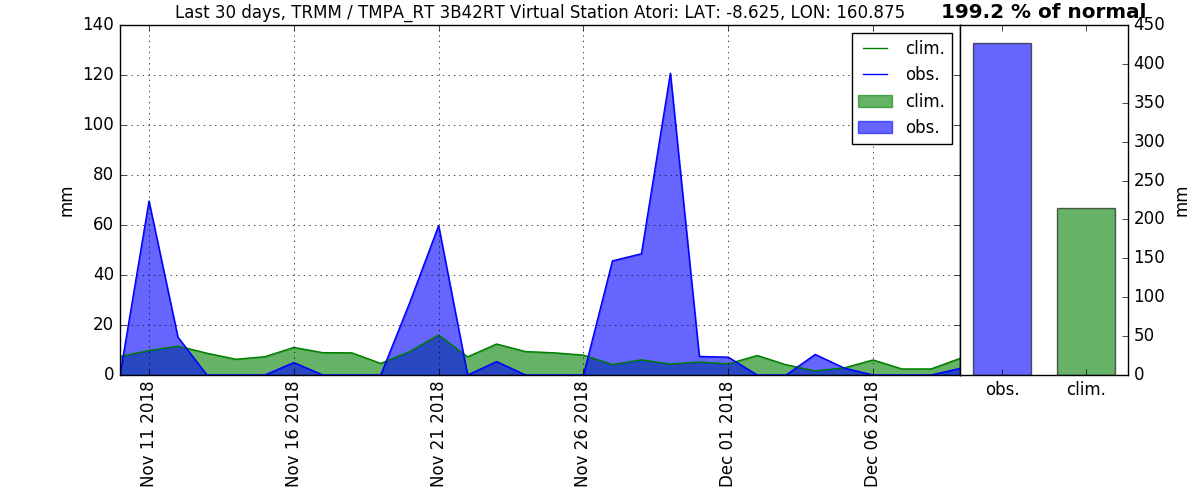 Last 30 days, TRMM / TMPA_RT 3B42RT Virtual Station Atori: LAT: -8.625, LON: 160.875
199.2 % of normal
mm
140
120
100
80
60
40
20
0
clim.
obs.
clim.
obs.
Nov 11 2018
Nov 16 2018
Nov 21 2018
Nov 26 2018
Dec 01 2018
Dec 06 2018
450
400
350
300
250
200
150
100
50
0
mm
obs.
clim.